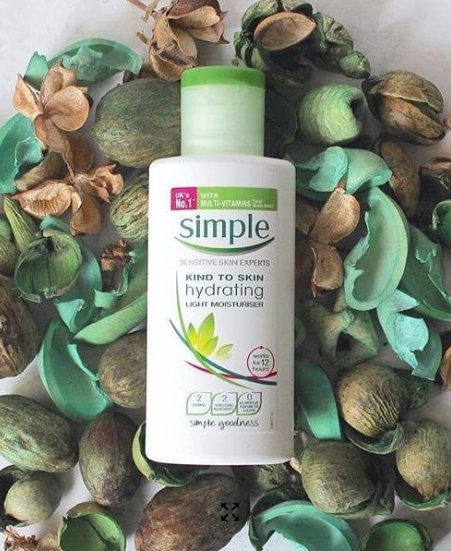 UK's
No.1*
WITH
MULTI-VITAMINS
simple
SENSITIVE SKIN EXPERTS
KIND TO SKIN
hydrating
LIGHT MOISTURISER
works
for 12
hours
2
2
0
simple goodness